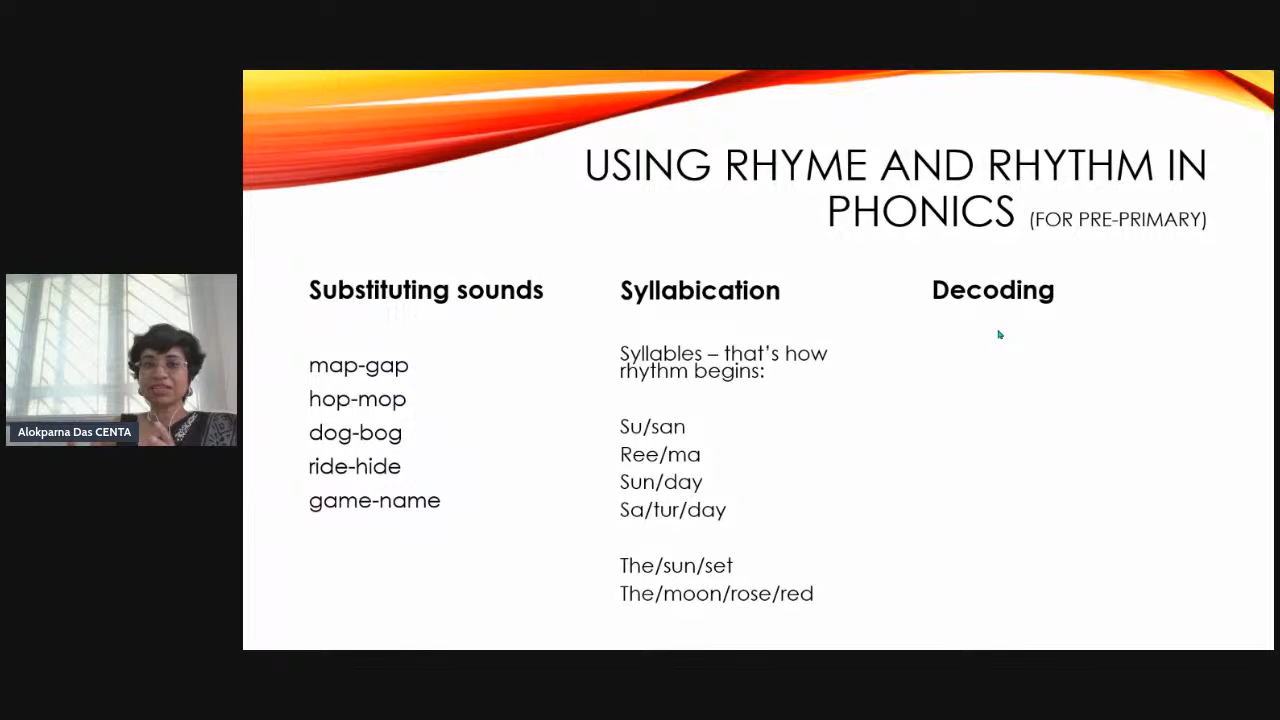 USING RHYME AND RHYTHM IN
PHONICS (FOR PRE-PRIMARY)
Substituting sounds
map-gap
hop-mop
dog-bog
ride-hide
game-name
Syllabication
Syllables – that's how
rhythm begins:
Su/san
Ree/ma
Sun/day
Sa/tur/day
The/sun/set
The/moon/rose/red
Decoding
Alokparna Das CENTA